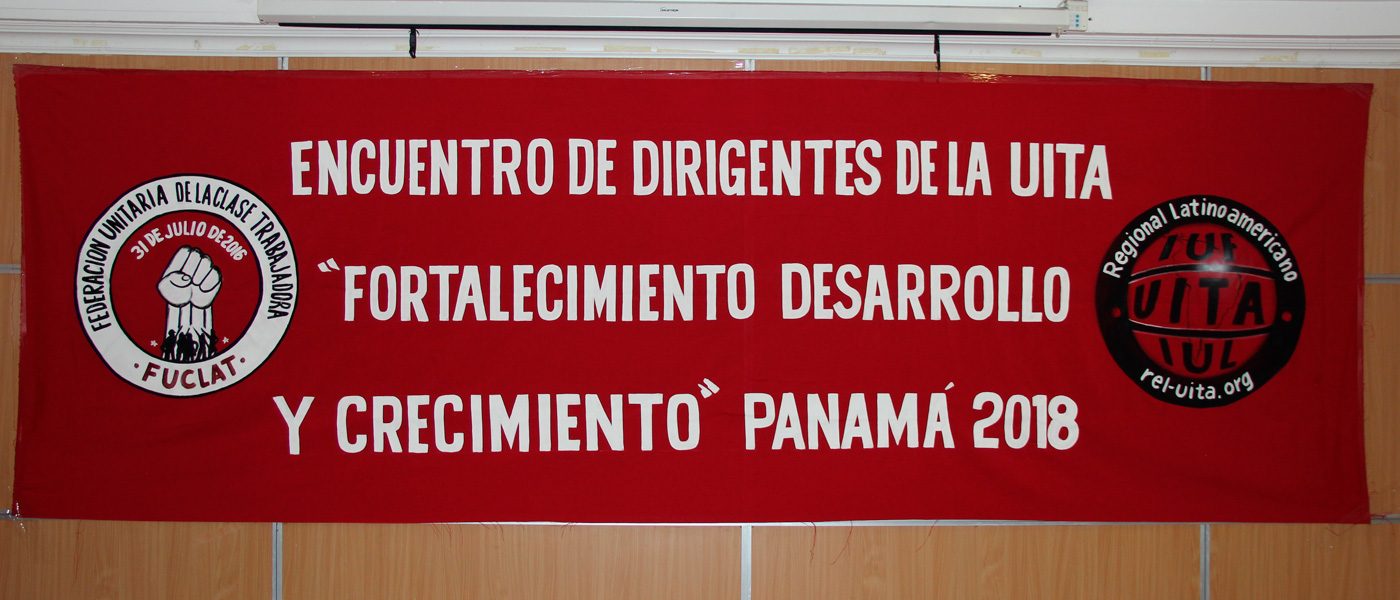 ENCUENTRO DE DIRIGENTES DE LA UITA
“FORTALECIMIENTO DESARROLLO
Y CRECIMIENTO” PANAMÁ 2018
FEDERACION UNITARIA DE LA CLASE TRABAJADORA
31 DE JULIO DE 2016
·FUCLAT·
Regional Latinoamericano
IUF
UITA
IUL
rel-uita.org